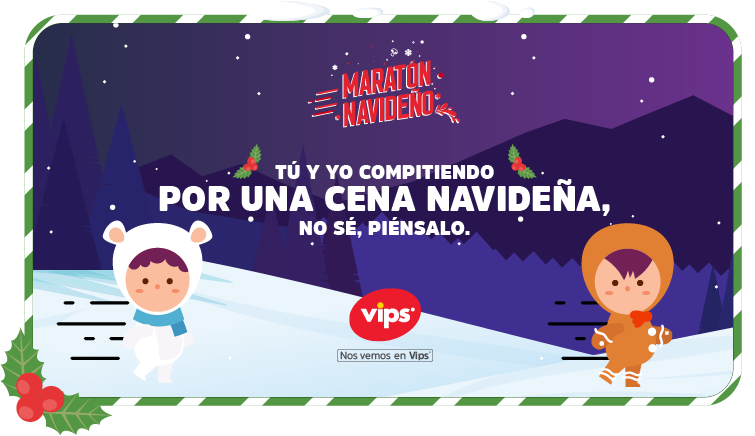 MARATÓN
NAVIDEÑO
TÚ Y YO COMPITIENDO
POR UNA CENA NAVIDEÑA,
NO SÉ, PIÉNSALO.
vips
Nos vemos en Vips